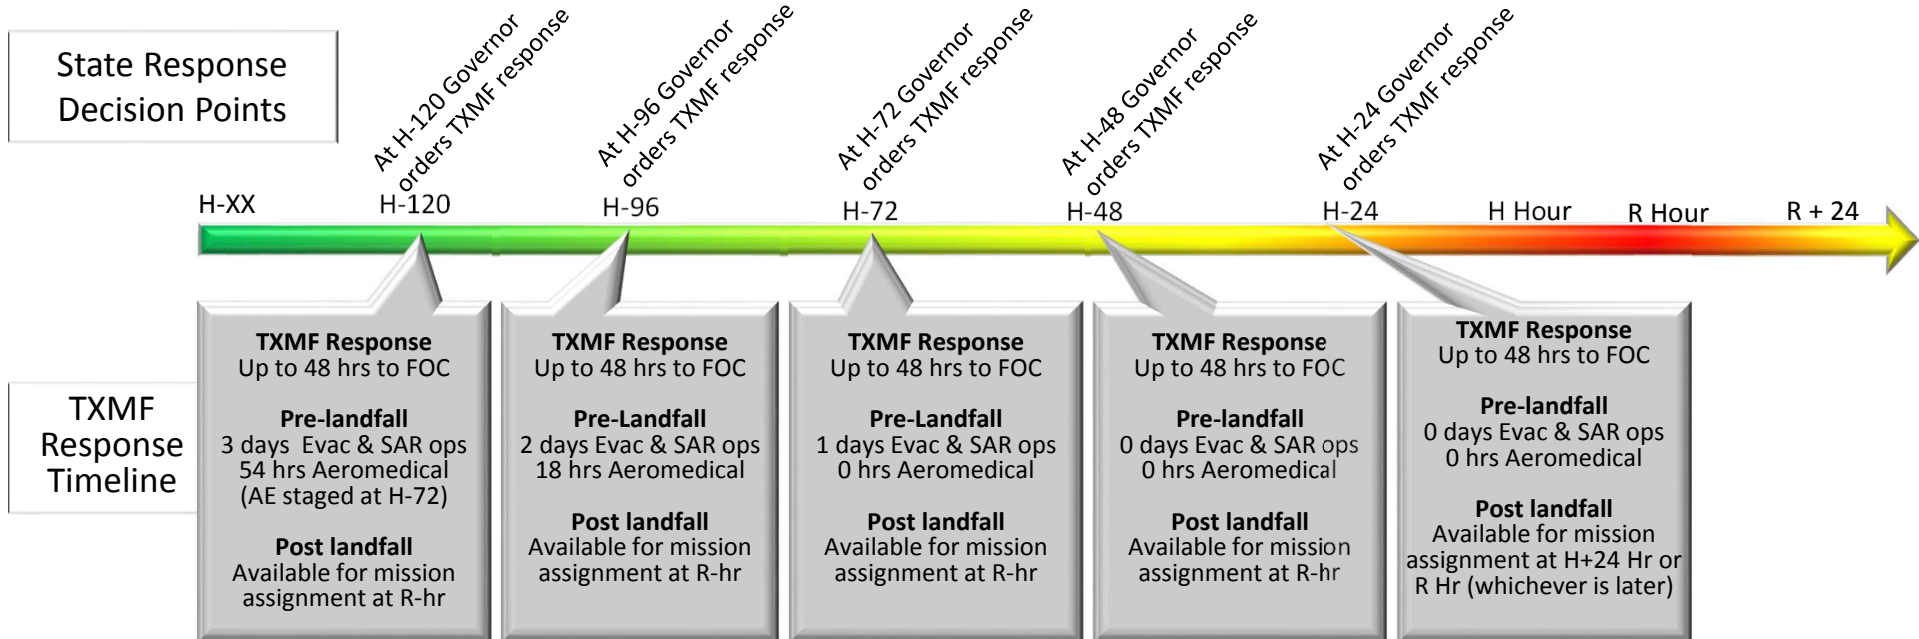 State Response
Decision Points
At H-120 Governor
orders TXMF response
At H-96 Governor
orders TXMF response
At H-72 Governor
orders TXMF response
At H-48 Governor
orders TXMF response
At H-24 Governor
orders TXMF response
H-XX
H-120
H-96
H-72
H-48
H-24
H Hour
R Hour
R + 24
TXMF
Response
Timeline
TXMF Response
Up to 48 hrs to FOC
Pre-landfall
3 days Evac & SAR ops
54 hrs Aeromedical
(AE staged at H-72)
Post landfall
Available for mission
assignment at R-hr
TXMF Response
Up to 48 hrs to FOC
Pre-Landfall
2 days Evac & SAR ops
18 hrs Aeromedical
Post landfall
Available for mission
assignment at R-hr
TXMF Response
Up to 48 hrs to FOC
Pre-Landfall
1 days Evac & SAR ops
0 hrs Aeromedical
Post landfall
Available for mission
assignment at R-hr
TXMF Response
Up to 48 hrs to FOC
Pre-landfall
0 days Evac & SAR ops
0 hrs Aeromedical
Post landfall
Available for mission
assignment at R-hr
TXMF Response
Up to 48 hrs to FOC
Pre-landfall
0 days Evac & SAR ops
0 hrs Aeromedical
Post landfall
Available for mission
assignment at H+24 Hr or
R Hr (whichever is later)